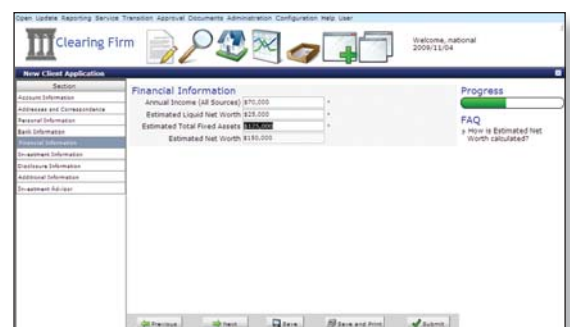 Open Update Reporting Service Transition Approval Documents Administration Configuration Help User
Clearing Firm
Welcome, national
2009/11/04
New Client Application
Section
Account Information
Addresses and Correspondence
Personal Information
Bank Information
Financial Information
Investment Information
Disclosure Information
Additional Information
Investment Advisor
Financial Information
Annual Income (All Sources) $70,000 *
Estimated Liquid Net Worth $25,000 *
Estimated Total Fixed Assets $125,000 *
Estimated Net Worth $150,000
Progress
FAQ
» How is Estimated Net
Worth calculated?
Previous Next Save Save and Print Submit